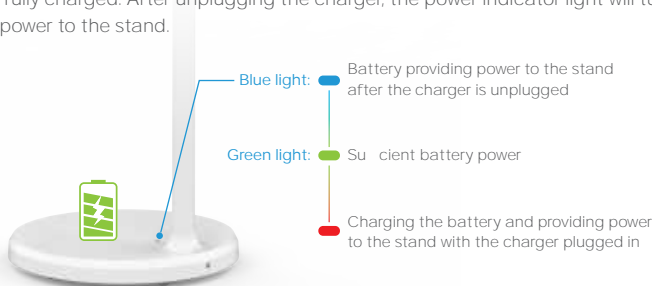 fully charged. After unplugging the charger, the power indicator light will
power to the stand.
Blue light:
Battery providing power to the stand
after the charger is unplugged
Green light:
Su cient battery power
Charging the battery and providing power
to the stand with the charger plugged in